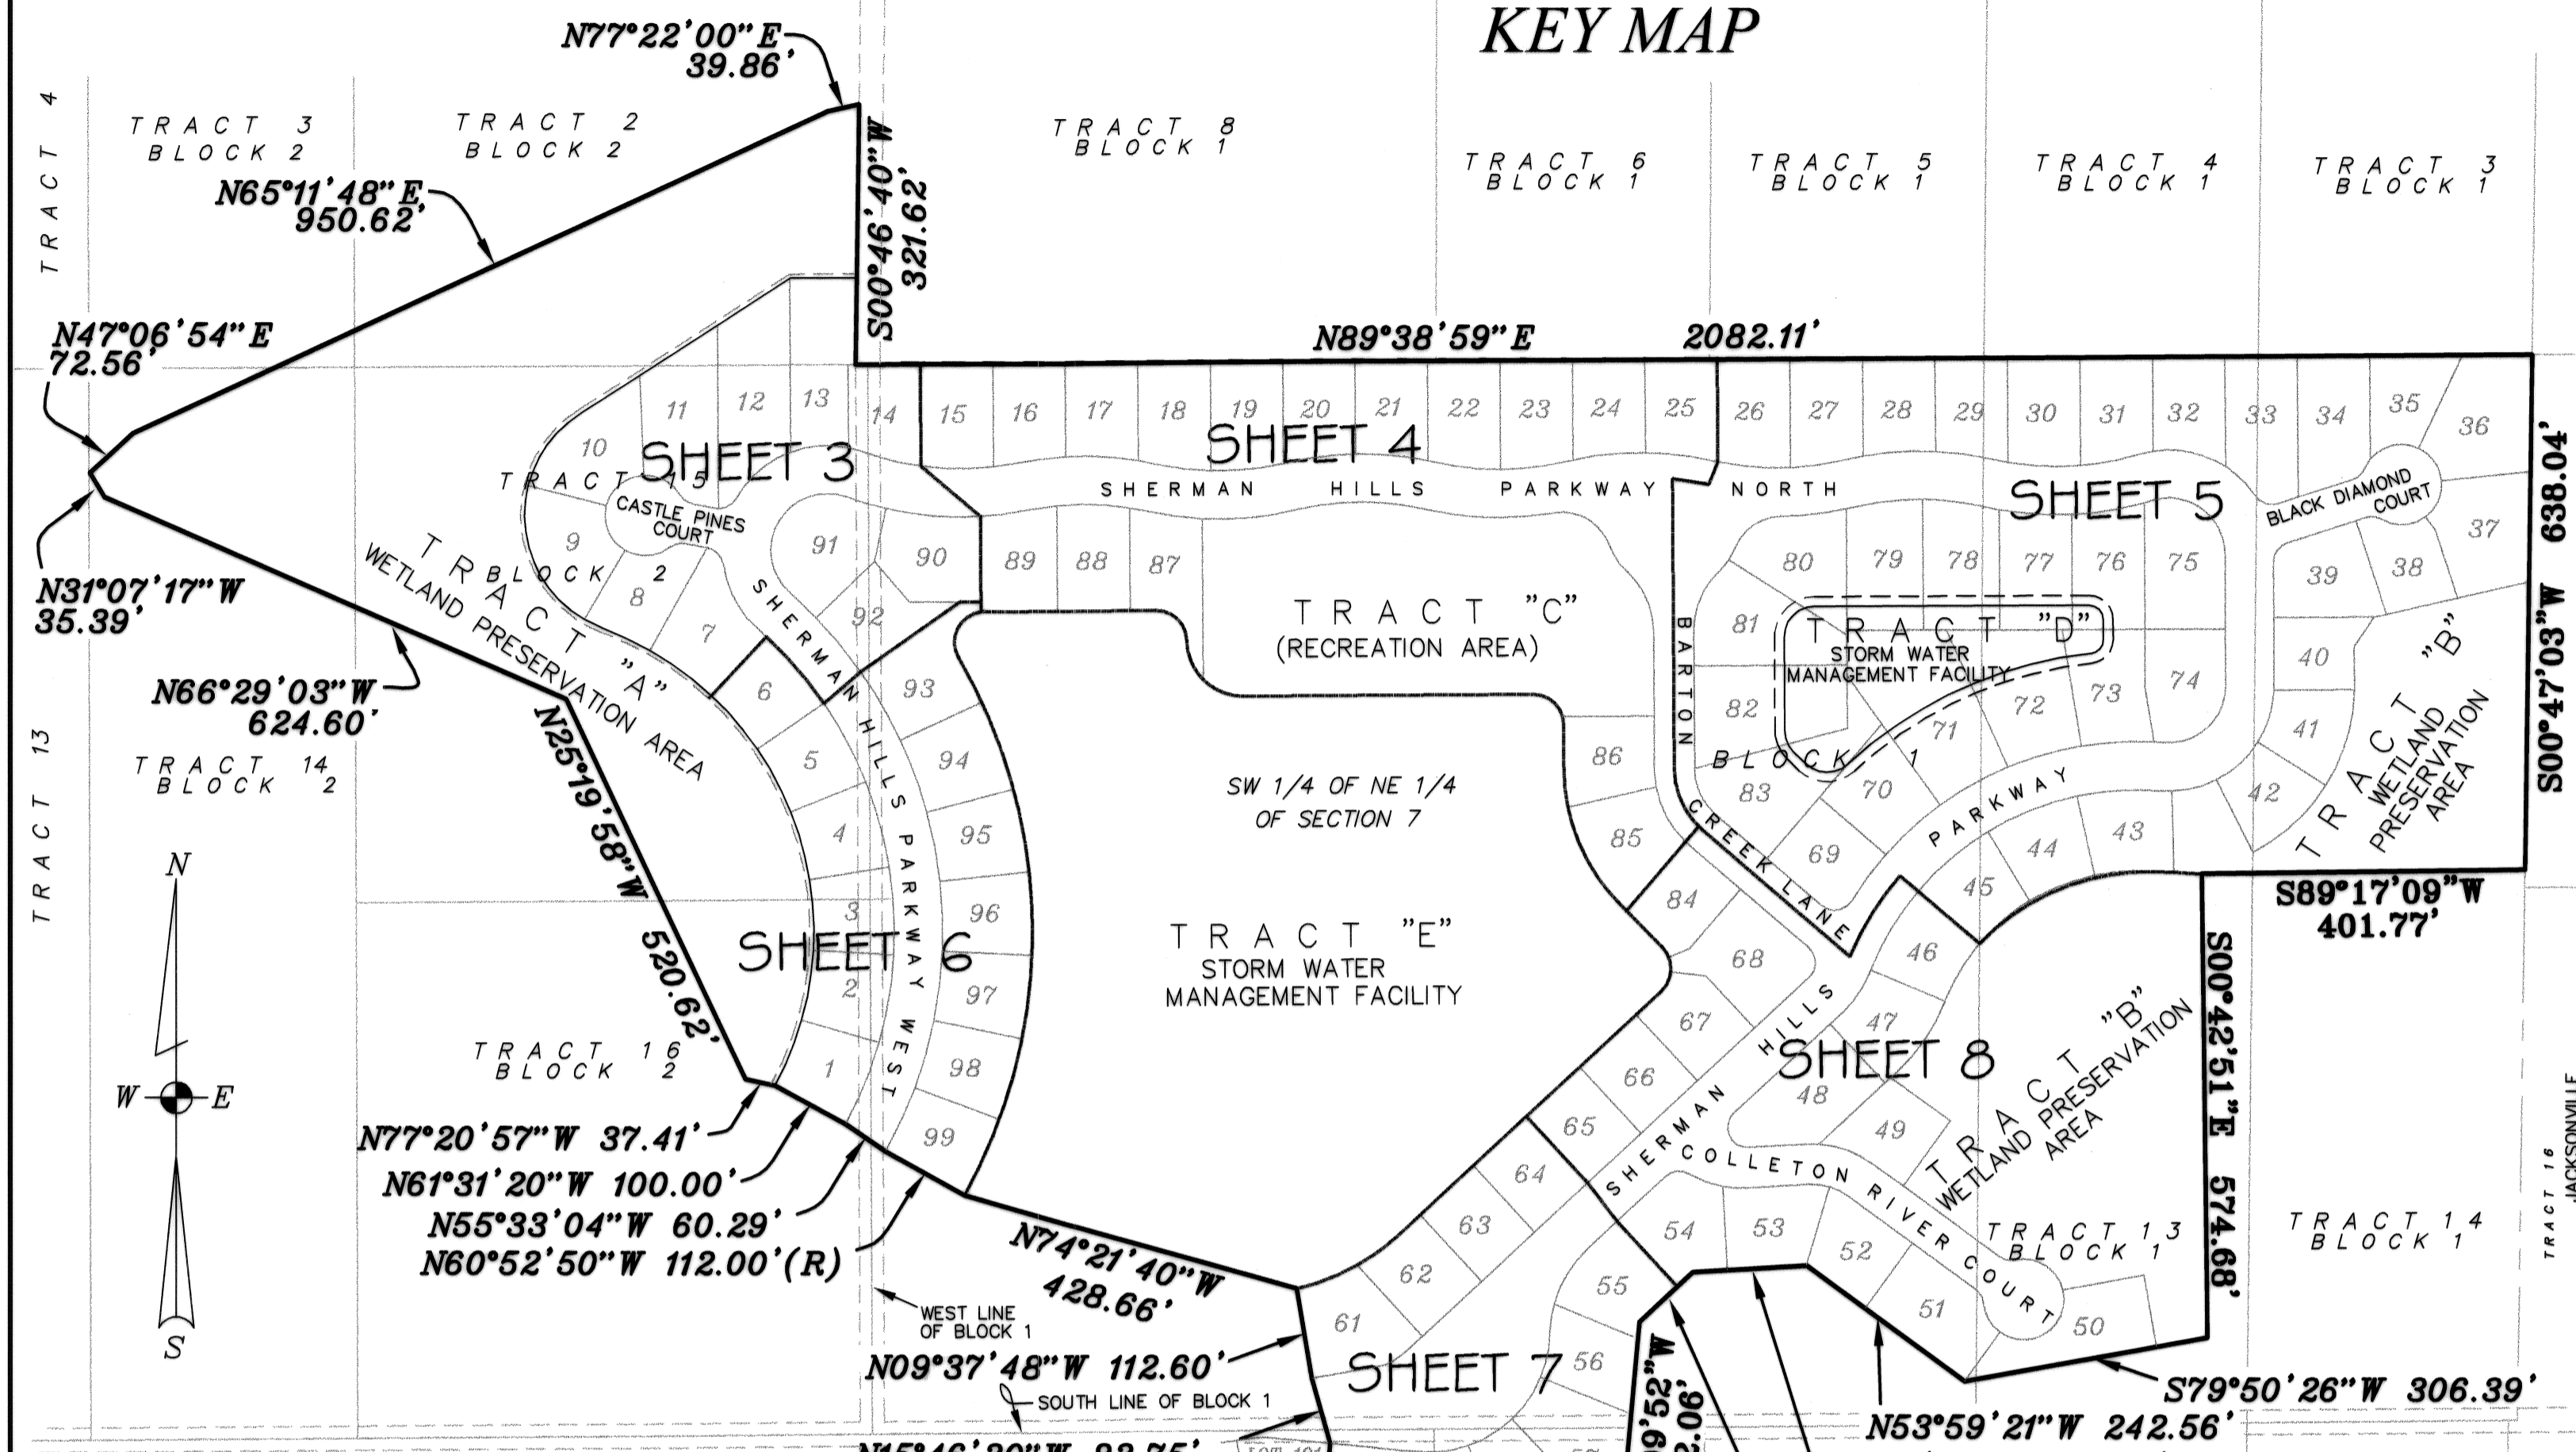 KEY MAP
N77°22'00"E
39.86'
TRACT 4
TRACT 3
BLOCK 2
TRACT 2
BLOCK 2
TRACT 8
BLOCK 1
TRACT 6
BLOCK 1
TRACT 5
BLOCK 1
TRACT 4
BLOCK 1
TRACT 3
BLOCK 1
N65°11'48"E
950.62'
S00°46'40"W
321.62'
N47°06'54"E
72.56'
N89°38'59"E 2082.11'
10
11
12
13
14
15
16
17
18
19
20
21
22
23
24
25
26
27
28
29
30
31
32
33
34
35
36
SHEET 3
SHEET 4
SHEET 5
TRACT 15
SHERMAN HILLS PARKWAY NORTH
CASTLE PINES
COURT
BLACK DIAMOND
COURT
S00°47'03"W 638.04'
9
BLOCK 2
8
7
91
90
92
89
88
87
80
79
78
77
76
75
39
38
37
N31°07'17"W
35.39'
TRACT "A"
WETLAND PRESERVATION AREA
SHERMAN HILLS PARKWAY WEST
TRACT "C"
(RECREATION AREA)
BARTON
CREEK LANE
81
TRACT "D"
STORM WATER
MANAGEMENT FACILITY
82
74
73
72
71
BLOCK 1
40
41
42
TRACT "B"
WETLAND
PRESERVATION
AREA
N66°29'03"W
624.60'
TRACT 13
TRACT 14
BLOCK 2
N25°19'58"W 520.62'
6
5
4
3
2
1
93
94
95
96
97
98
99
SW 1/4 OF NE 1/4
OF SECTION 7
86
85
84
83
70
69
PARKWAY
43
44
45
N
W
E
S
SHEET 6
TRACT "E"
STORM WATER
MANAGEMENT FACILITY
S89°17'09"W
401.77'
68
67
66
65
64
63
62
61
46
47
SHERMAN HILLS
SHEET 8
48
49
TRACT "B"
WETLAND PRESERVATION
AREA
S00°42'51"E 574.68'
TRACT 16
BLOCK 2
N77°20'57"W 37.41'
N61°31'20"W 100.00'
N55°33'04"W 60.29'
N60°52'50"W 112.00'(R)
N74°21'40"W
428.66'
COLLETON RIVER COURT
54
53
52
51
50
55
56
TRACT 13
BLOCK 1
TRACT 14
BLOCK 1
TRACT 16
JACKSONVILLE
WEST LINE
OF BLOCK 1
N09°37'48"W 112.60'
SOUTH LINE OF BLOCK 1
SHEET 7
S79°50'26"W 306.39'
N53°59'21"W 242.56'